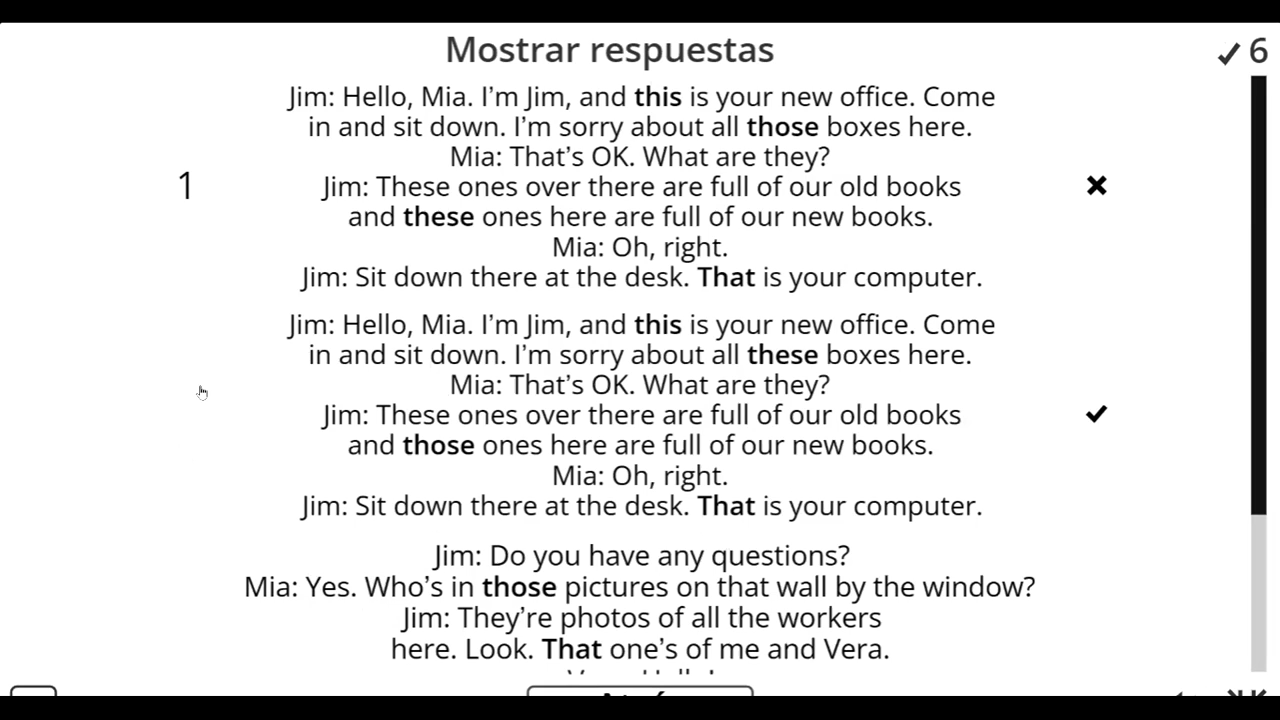 Mostrar respuestas
6
Jim: Hello, Mia. I'm Jim, and this is your new office. Come
in and sit down. I'm sorry about all those boxes here.
Mia: That's OK. What are they?
1
Jim: These ones over there are full of our old books
and these ones here are full of our new books.
Mia: Oh, right.
Jim: Sit down there at the desk. That is your computer.
Jim: Hello, Mia. I'm Jim, and this is your new office. Come
in and sit down. I'm sorry about all these boxes here.
Mia: That's OK. What are they?
Jim: These ones over there are full of our old books
and those ones here are full of our new books.
Mia: Oh, right.
Jim: Sit down there at the desk. That is your computer.
Jim: Do you have any questions?
Mia: Yes. Who's in those pictures on that wall by the window?
Jim: They're photos of all the workers
here. Look. That one's of me and Vera.